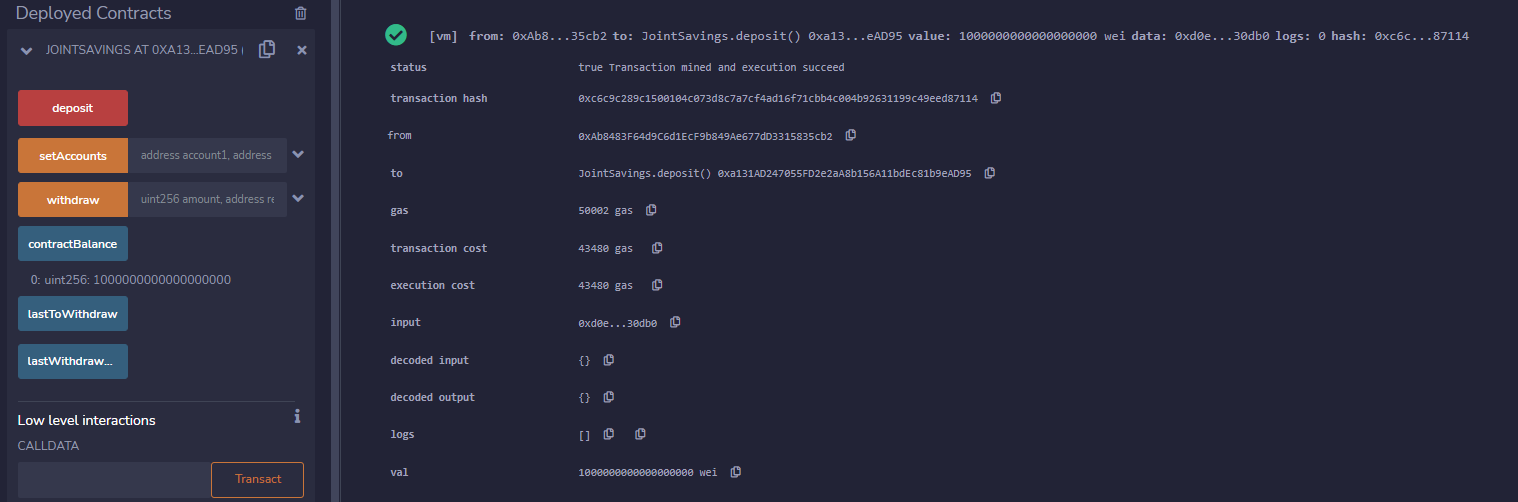 Deployed Contracts
JOINTSAVINGS AT 0XA13...EAD95 (
deposit
setAccounts address account1, address
withdraw uint256 amount, address re
contractBalance
0: uint256: 1000000000000000000
lastToWithdraw
lastWithdraw...
Low level interactions
CALLDATA
Transact
[vm] from: 0xAb8...35cb2 to: JointSavings.deposit() 0xa13...eAD95 value: 1000000000000000000 wei data: 0xd0e...30db0 logs: 0 hash: 0xc6c...87114
status true Transaction mined and execution succeed
transaction hash 0xc6c9c289c1500104c073d8c7a7cf4ad16f71cbb4c004b92631199c49eed87114
from 0xAb8483F64d9C6d1EcF9b849Ae677dD3315835cb2
to JointSavings.deposit() 0xa131AD247055FD2e2aA8b156A11bdEc81b9eAD95
gas 50002 gas
transaction cost 43480 gas
execution cost 43480 gas
input 0xd0e...30db0
decoded input {}
decoded output {}
logs []
val 1000000000000000000 wei